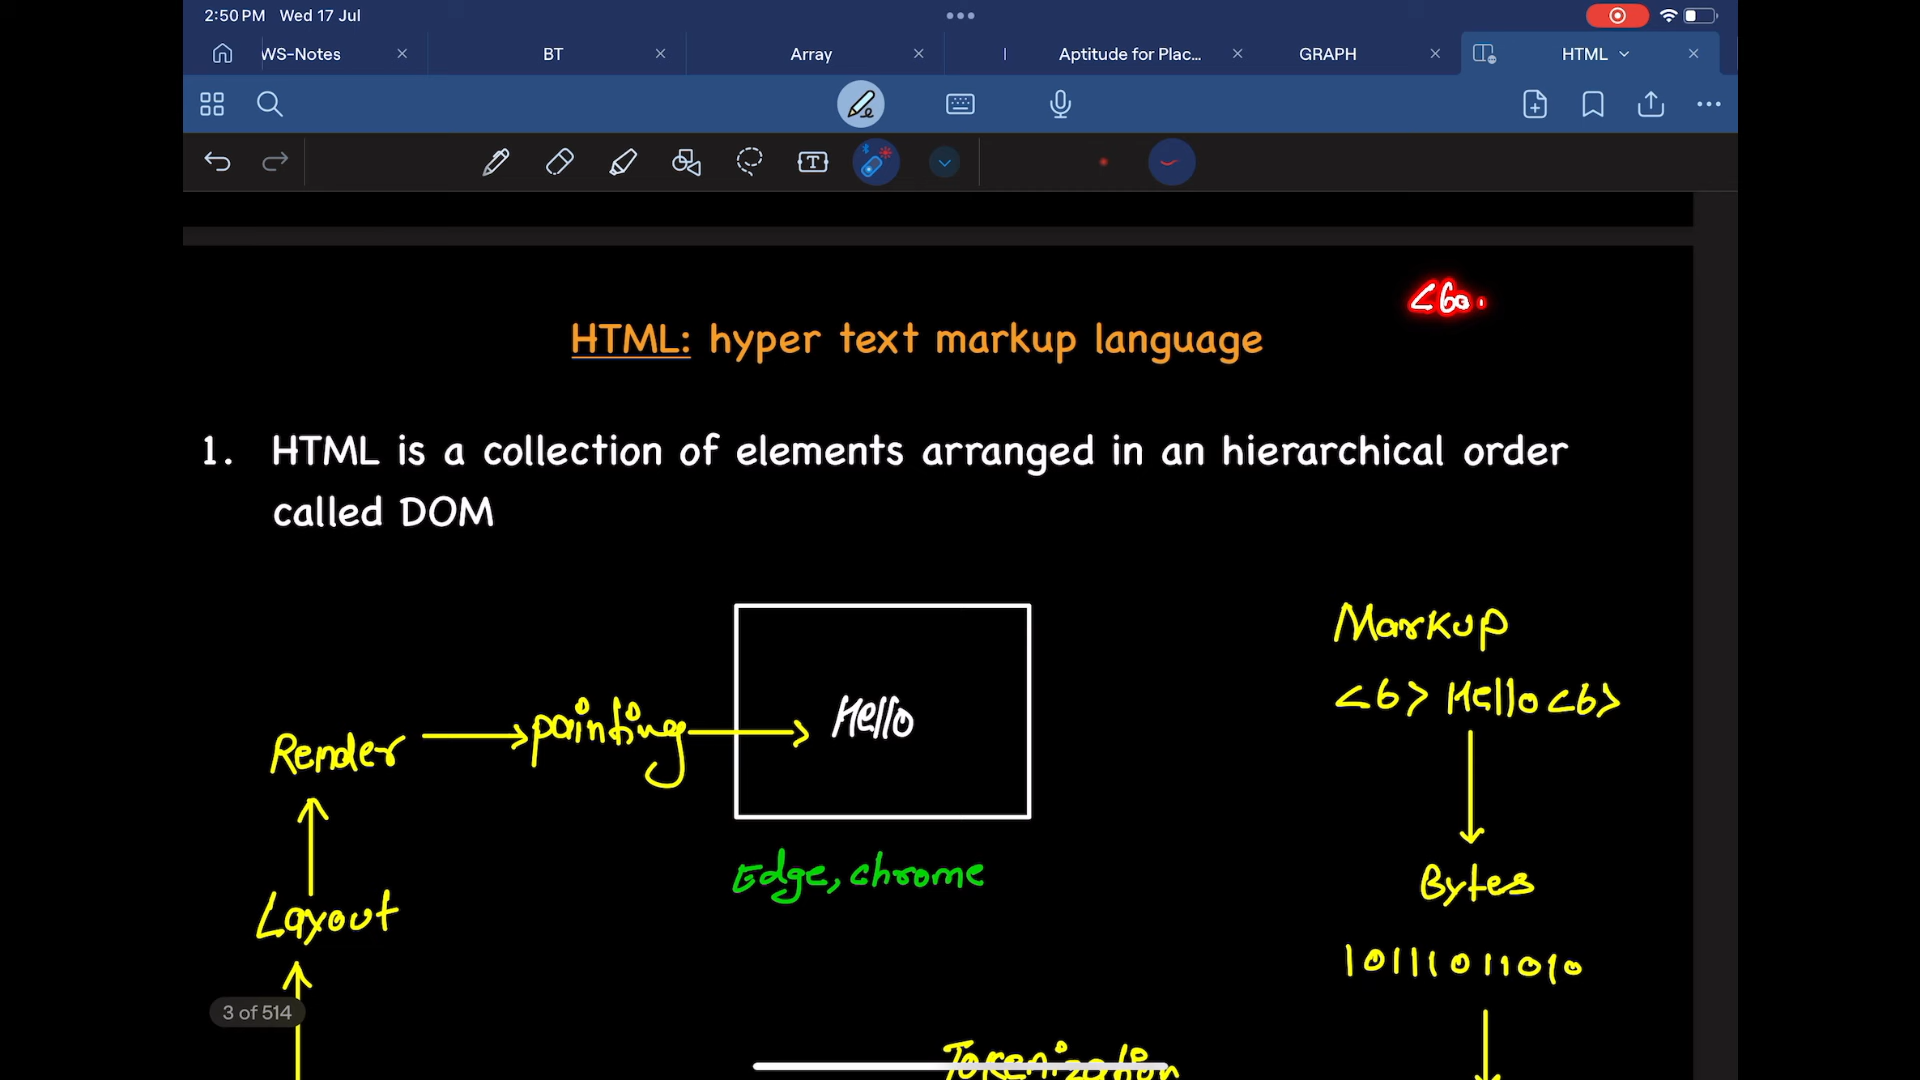 2:50 PM Wed 17 Jul
WS-Notes
BT
Array
Aptitude for Plac...
GRAPH
HTML
<bo
HTML: hyper text markup language
1. HTML is a collection of elements arranged in an hierarchical order
called DOM
Markup
<b> Hello <b>
Hello
Render
painting
Edge, chrome
Bytes
Layout
10111011010
3 of 514
Tokenization